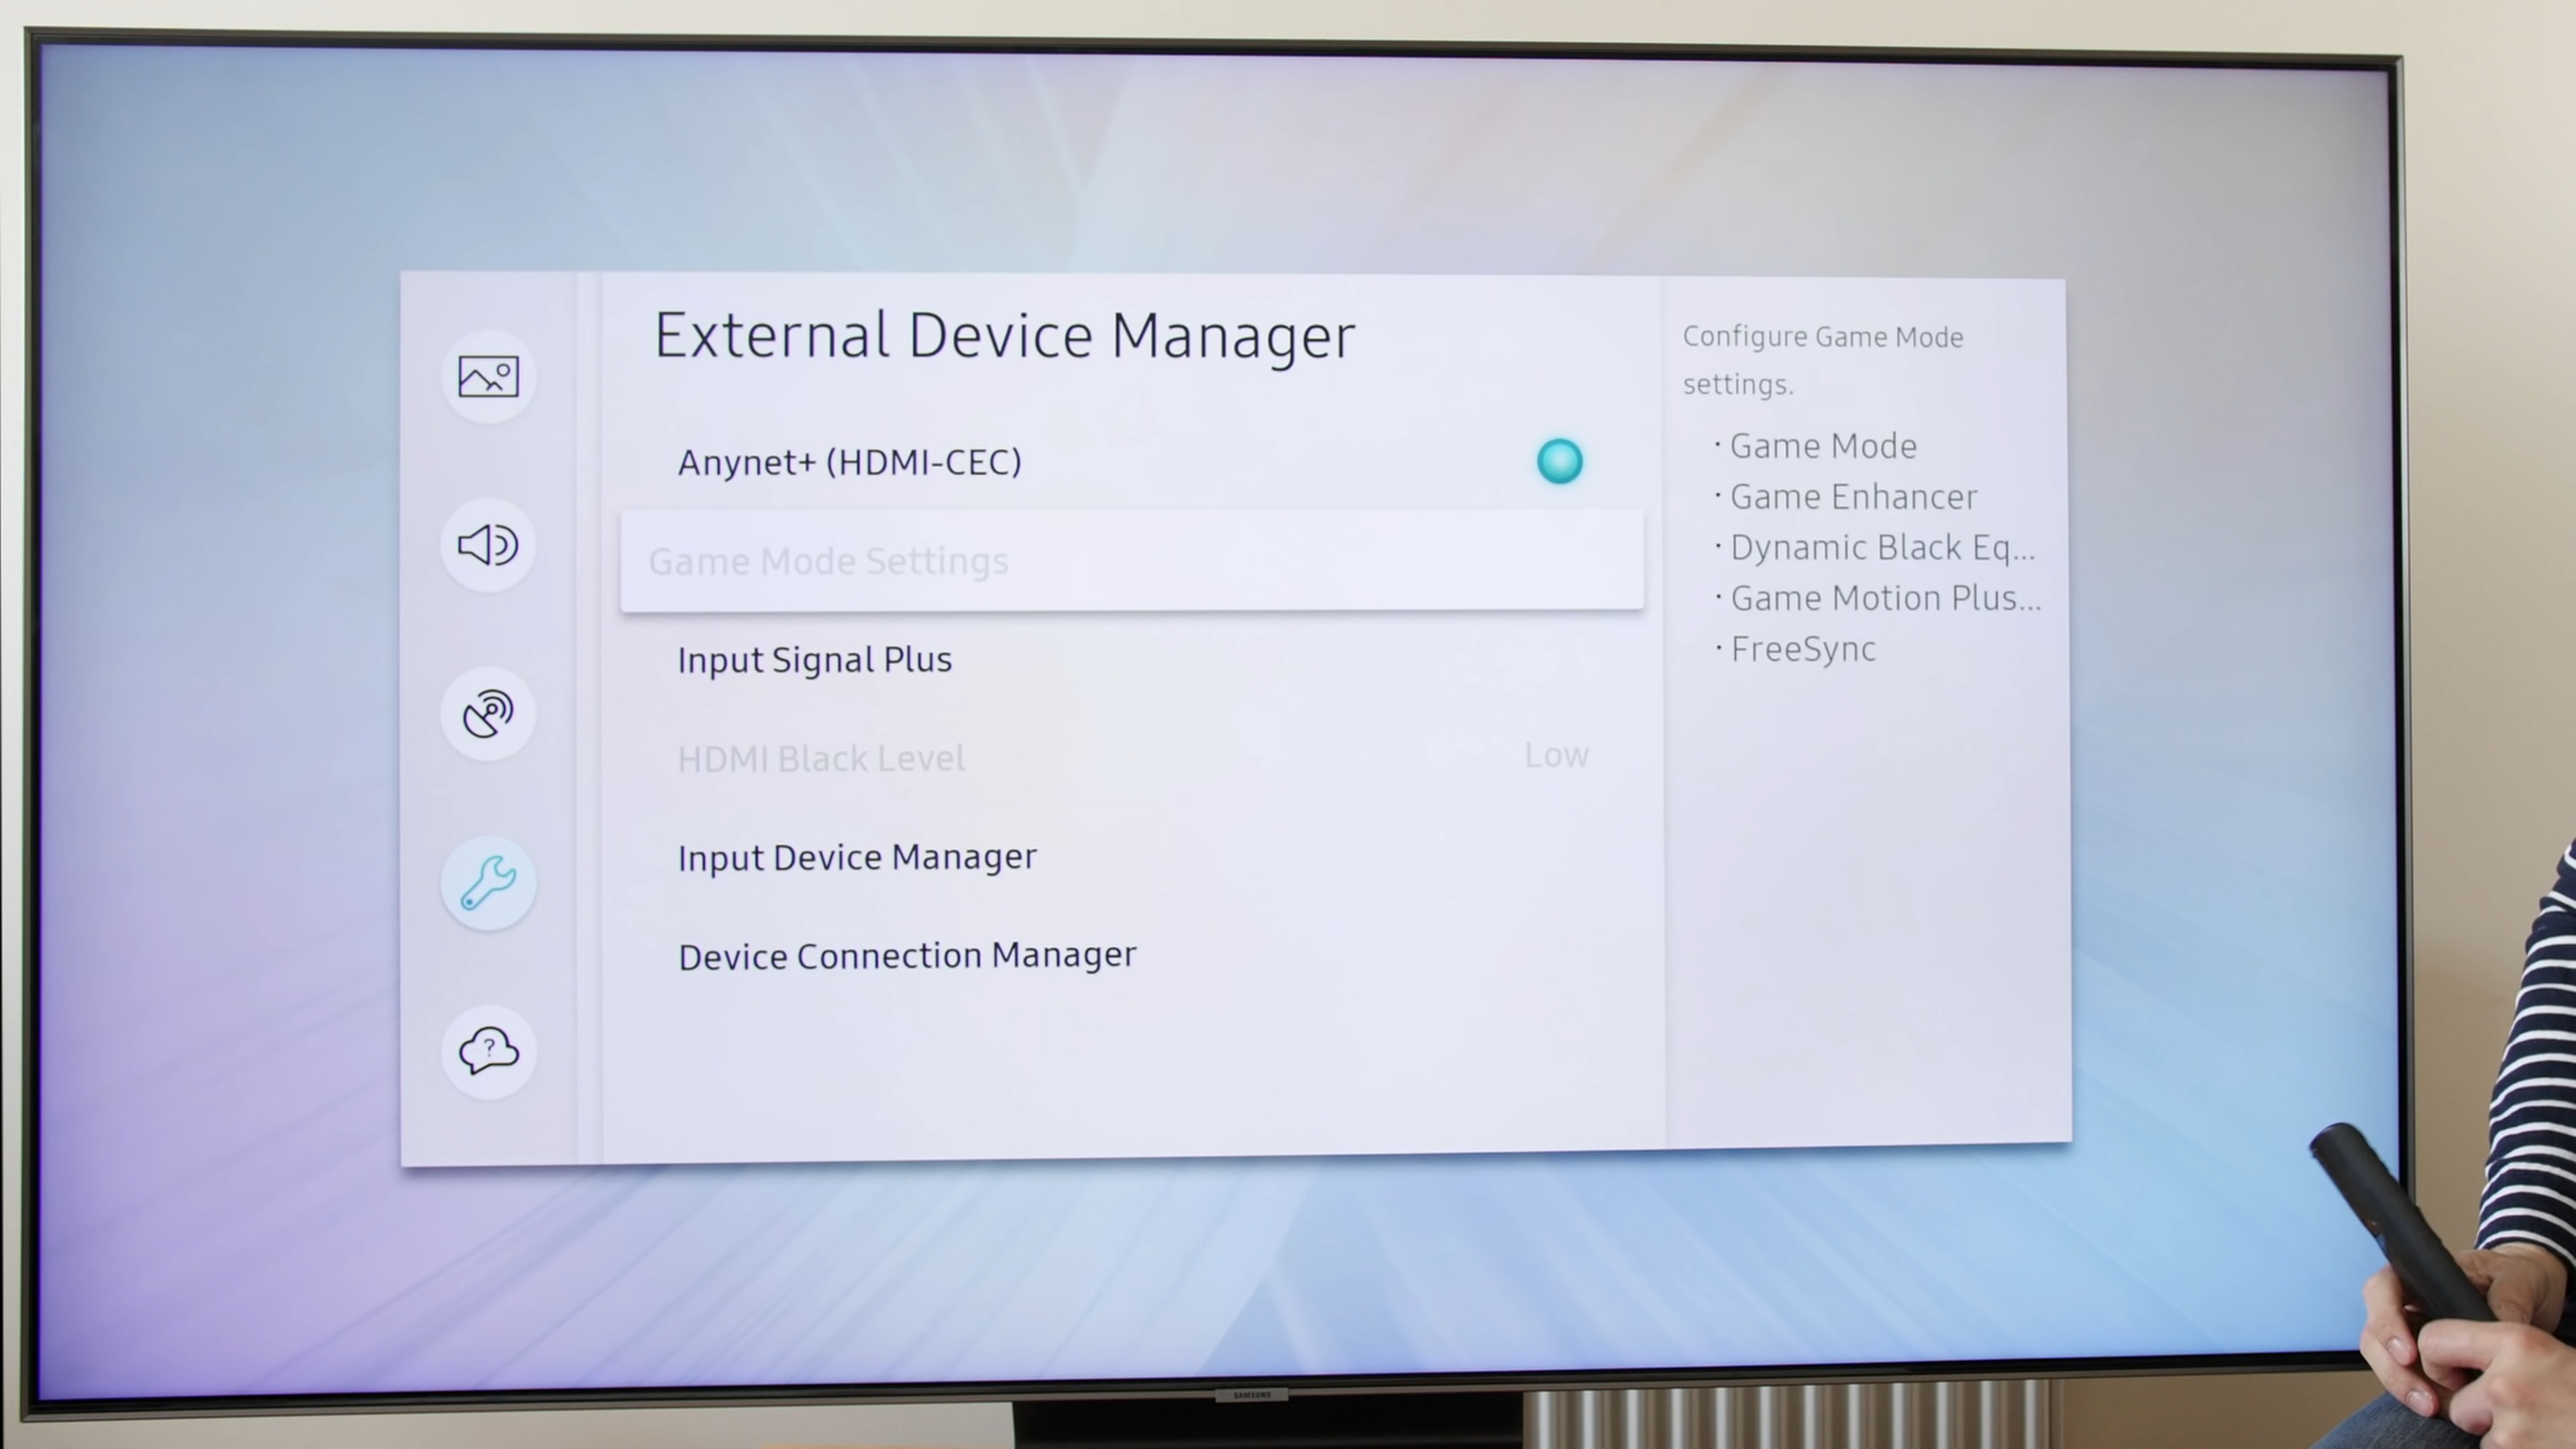 External Device Manager
Anynet+ (HDMI-CEC)
Game Mode Settings
Input Signal Plus
HDMI Black Level Low
Input Device Manager
Device Connection Manager
?
Configure Game Mode
settings.
· Game Mode
· Game Enhancer
· Dynamic Black Eq...
· Game Motion Plus...
· FreeSync
SAMSUNG